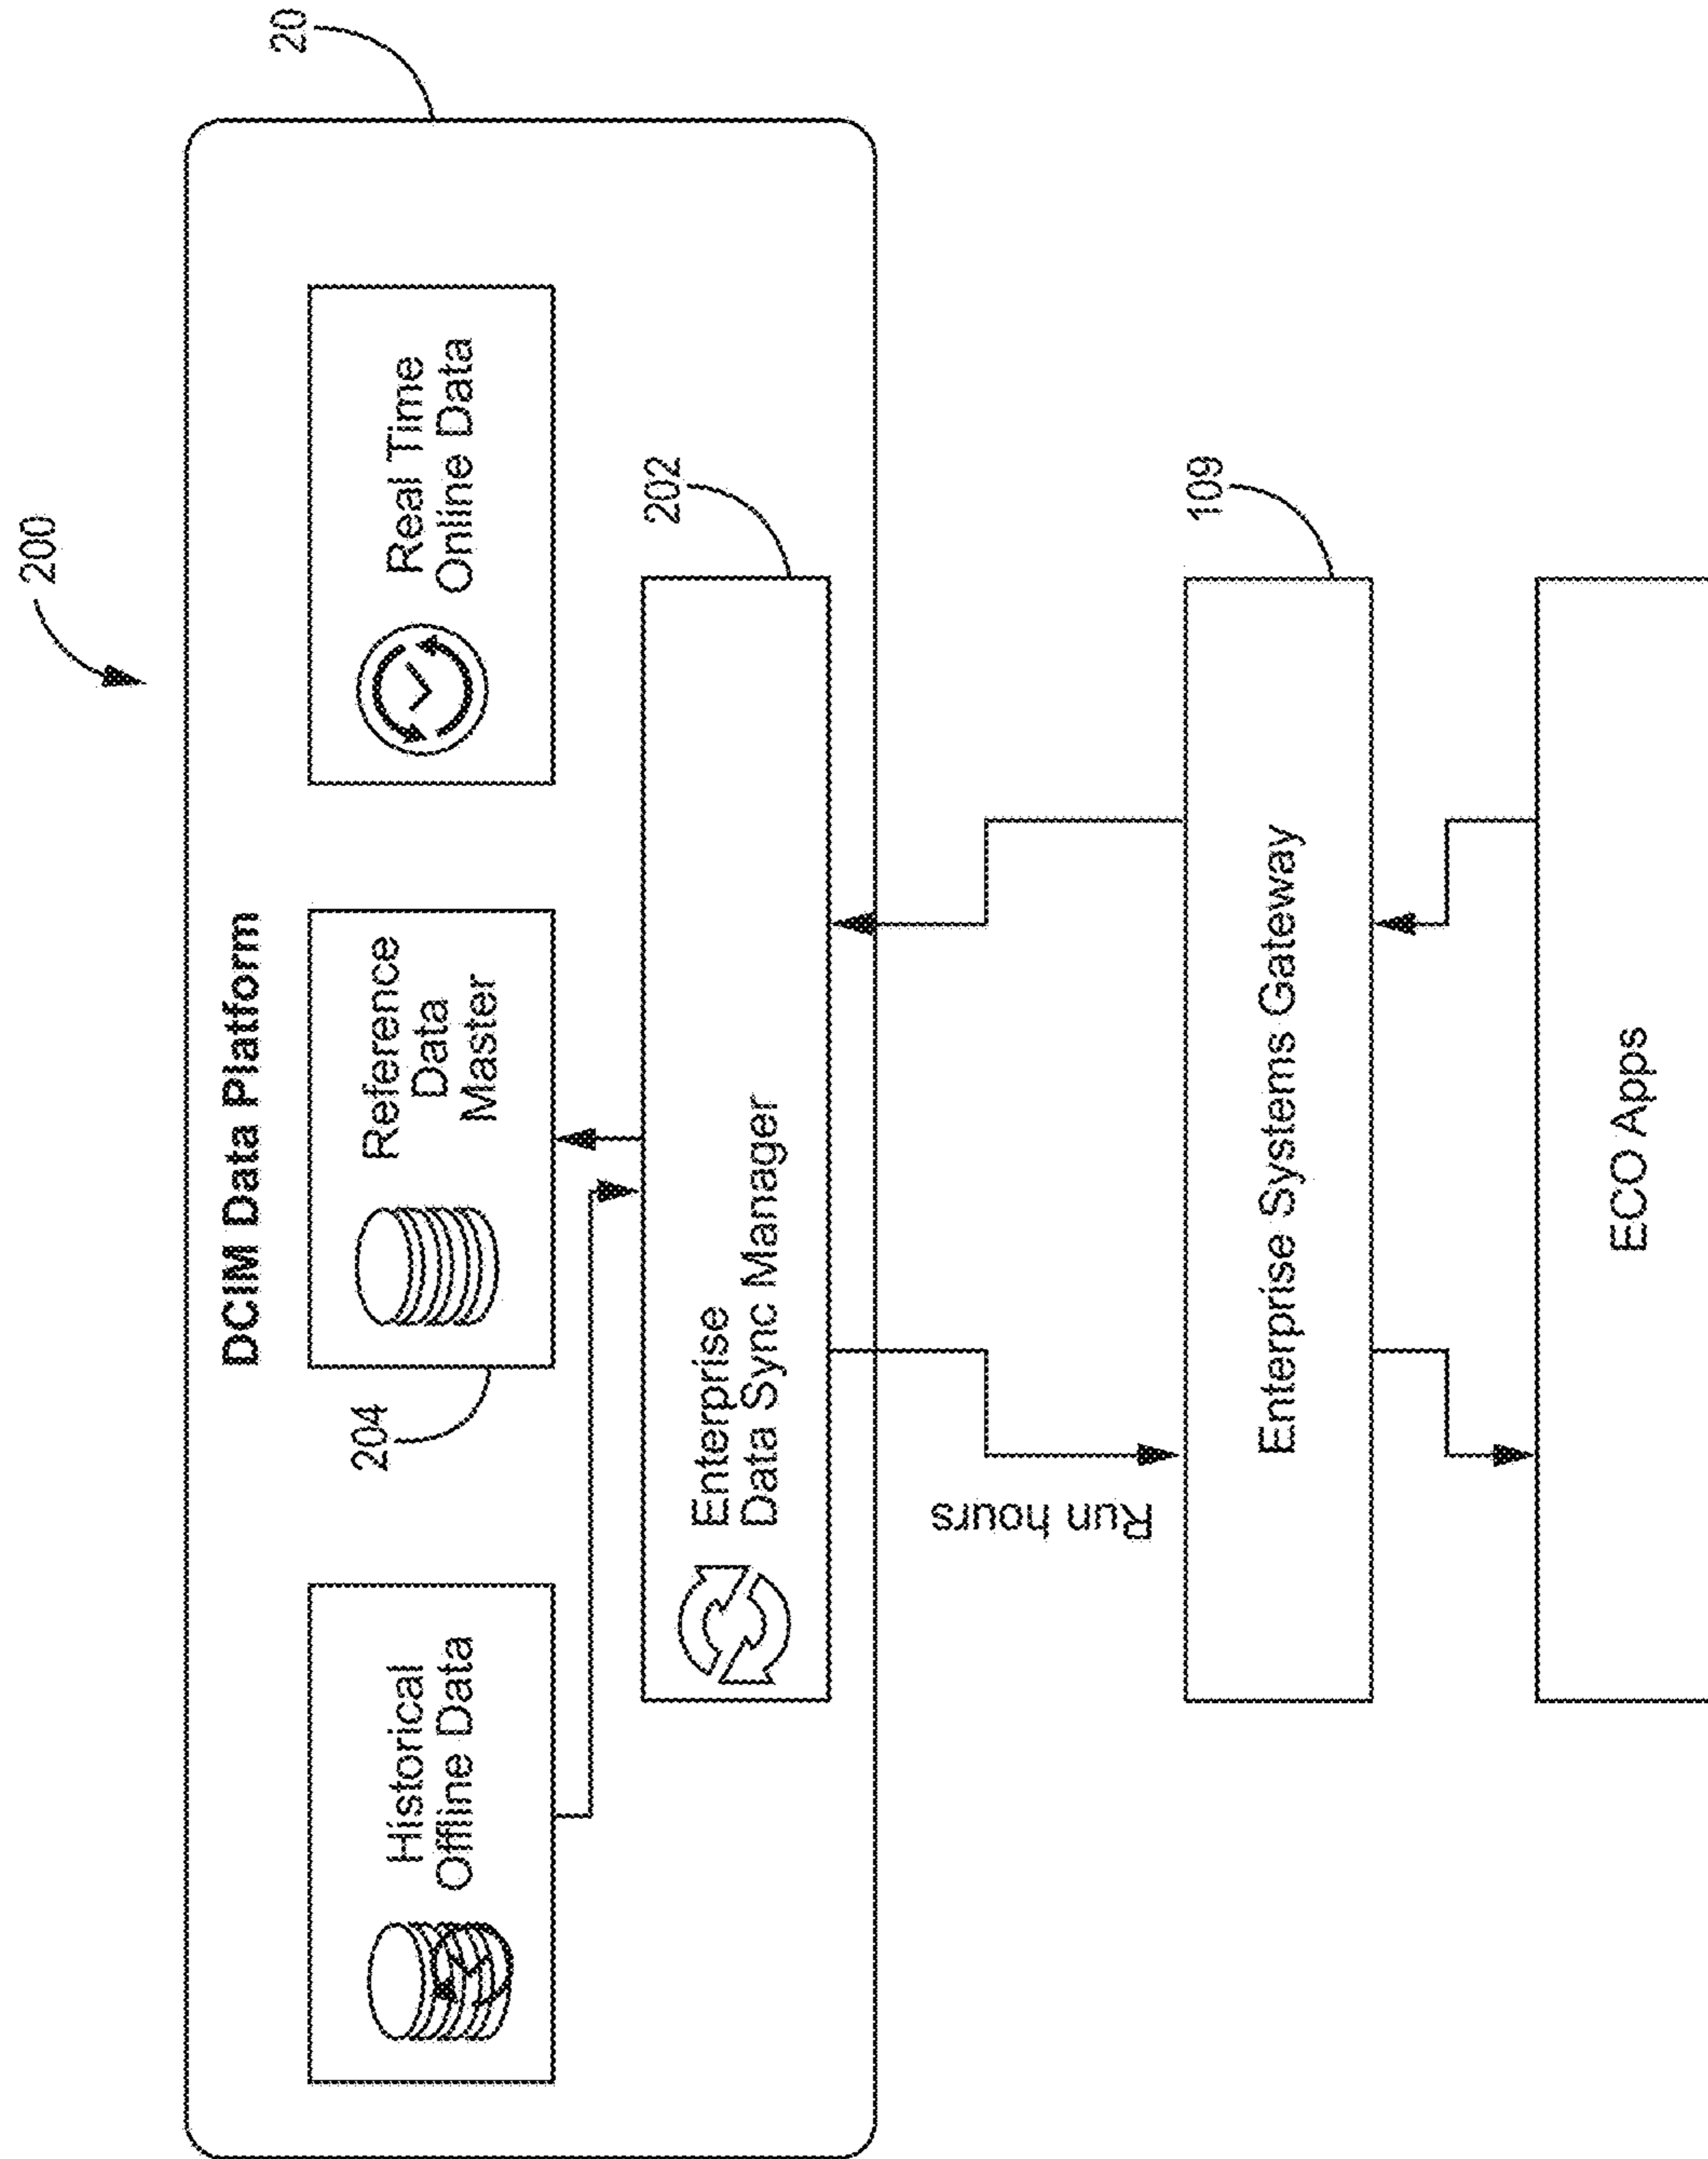 200
20
DCIM Data Platform
Historical
Offline Data
204
Reference
Data
Master
Real Time
Online Data
Enterprise
Data Sync Manager
202
Run hours
109
Enterprise Systems Gateway
ECO Apps